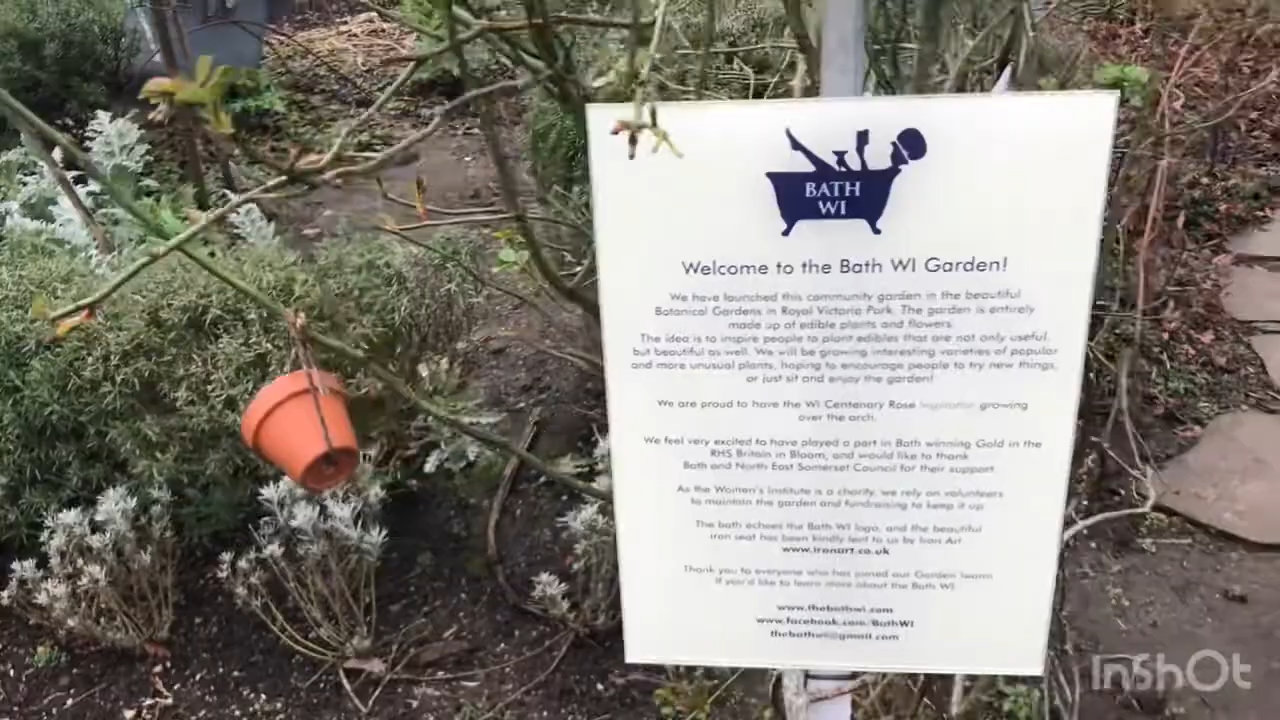 BATH
WI
Welcome to the Bath WI Garden!
We have launched this community garden in the beautiful
Botanical Gardens in Royal Victoria Park. The garden is entirely
made up of edible plants and flowers.
The idea is to inspire people to plant edibles that are not only useful,
but beautiful as well. We will be growing interesting varieties of popular
and more unusual plants, hoping to encourage people to try new things,
or just sit and enjoy the garden!
We are proud to have the WI Centenary Rose Inspiration growing
over the arch.
We feel very excited to have played a part in Bath winning Gold in the
RHS Britain in Bloom, and would like to thank
Bath and North East Somerset Council for their support.
As the Women's Institute is a charity, we rely on volunteers
to maintain the garden and fundraising to keep it up.
The bath echoes the Bath WI logo, and the beautiful
iron seat has been kindly lent to us by Iron Art.
www.ironart.co.uk
Thank you to everyone who has joined our Garden team.
If you'd like to learn more about the Bath WI
www.thebathwi.com
www.facebook.com/BathWI
thebathwi@gmail.com
InShOt